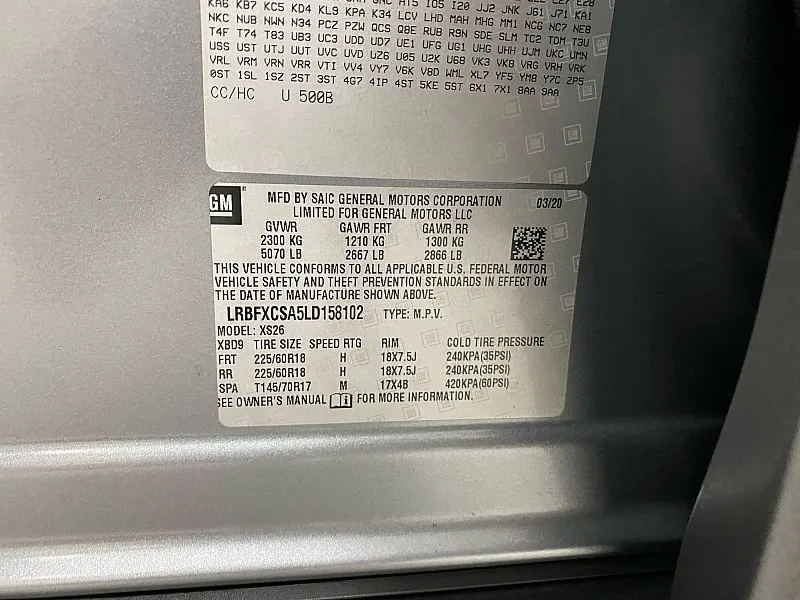 KA6 KB7 KC5 KD4 KL9 KPA K34 LCV LHD MAH MHG MM1 NCG NC7 NE8
NKC NUB NWN N34 PCZ PZW QCS Q8E RUB R9N SDE SLM TC2 TDM T3U
T4F T74 T83 UB3 UC3 UDD UD7 UE1 UFG UG1 UHG UHH UJM UKC UMN
USS UST UTJ UUT UVC UVD UZ6 U05 U2K U68 VK3 VK8 VRG VRH VRK
VRL VRM VRN VRR VTI VV4 VY7 V6K V8D WML XL7 YF5 YM8 Y7C ZP5
0ST 1SL 1SZ 2ST 3ST 4G7 4IP 4ST 5KE 5ST 6X1 7X1 8AA 9AA
CC/HC U 500B
GM
MFD BY SAIC GENERAL MOTORS CORPORATION 03/20
LIMITED FOR GENERAL MOTORS LLC
GVWR GAWR FRT GAWR RR
2300 KG 1210 KG 1300 KG
5070 LB 2667 LB 2866 LB
THIS VEHICLE CONFORMS TO ALL APPLICABLE U.S. FEDERAL MOTOR
VEHICLE SAFETY AND THEFT PREVENTION STANDARDS IN EFFECT ON
THE DATE OF MANUFACTURE SHOWN ABOVE.
LRBFXCSA5LD158102 TYPE: M.P.V.
MODEL: XS26
XBD9 TIRE SIZE SPEED RTG RIM COLD TIRE PRESSURE
FRT 225/60R18 H 18X7.5J 240KPA(35PSI)
RR 225/60R18 H 18X7.5J 240KPA(35PSI)
SPA T145/70R17 M 17X4B 420KPA(60PSI)
SEE OWNER'S MANUAL FOR MORE INFORMATION.